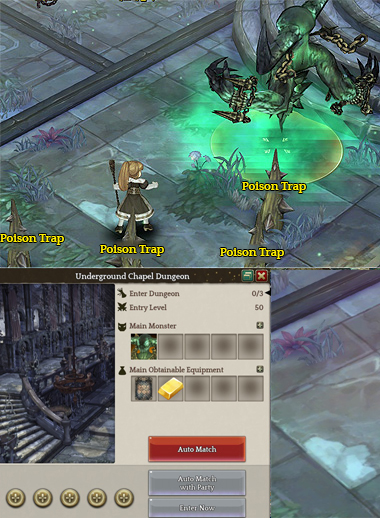 Poison Trap
Poison Trap
Poison Trap
Poison Trap
Underground Chapel Dungeon
Enter Dungeon 0/3
Entry Level 50
Main Monster
Main Obtainable Equipment
Auto Match
Auto Match
with Party
Enter Now